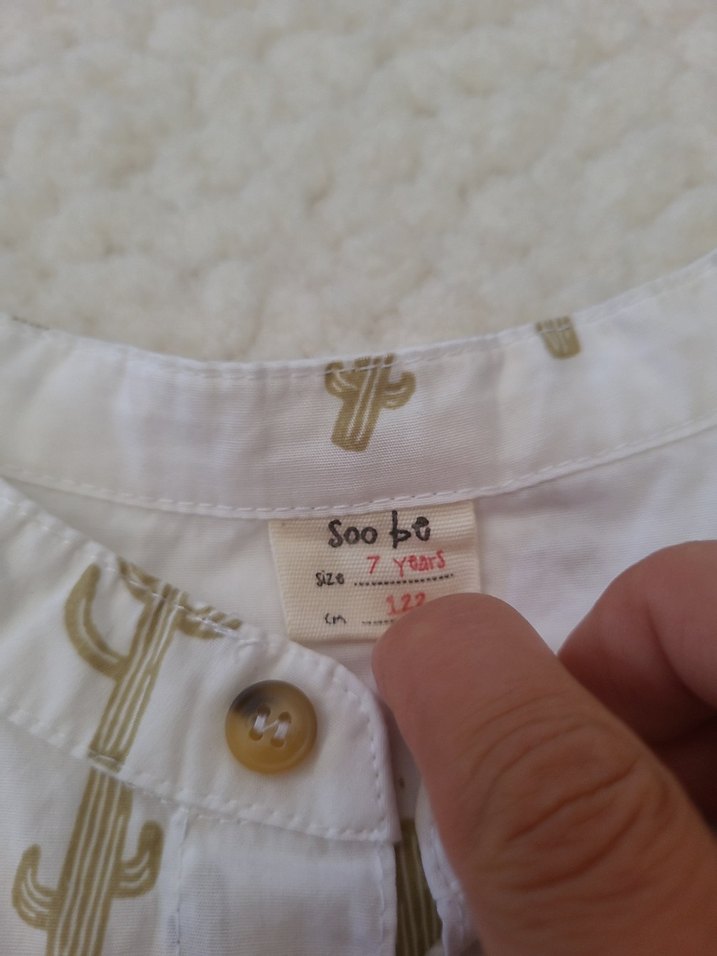 soo be
size 7 years
cm 122